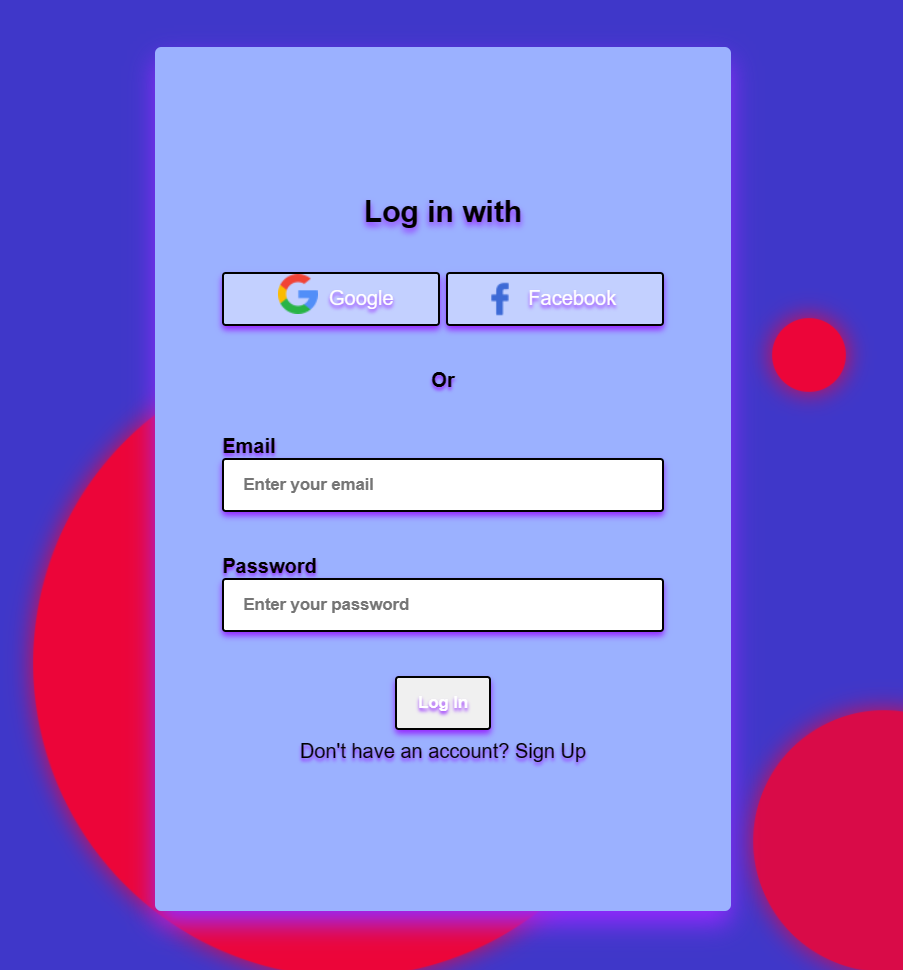 Log in with
Google Facebook
Or
Email
Enter your email
Password
Enter your password
Log In
Don't have an account? Sign Up